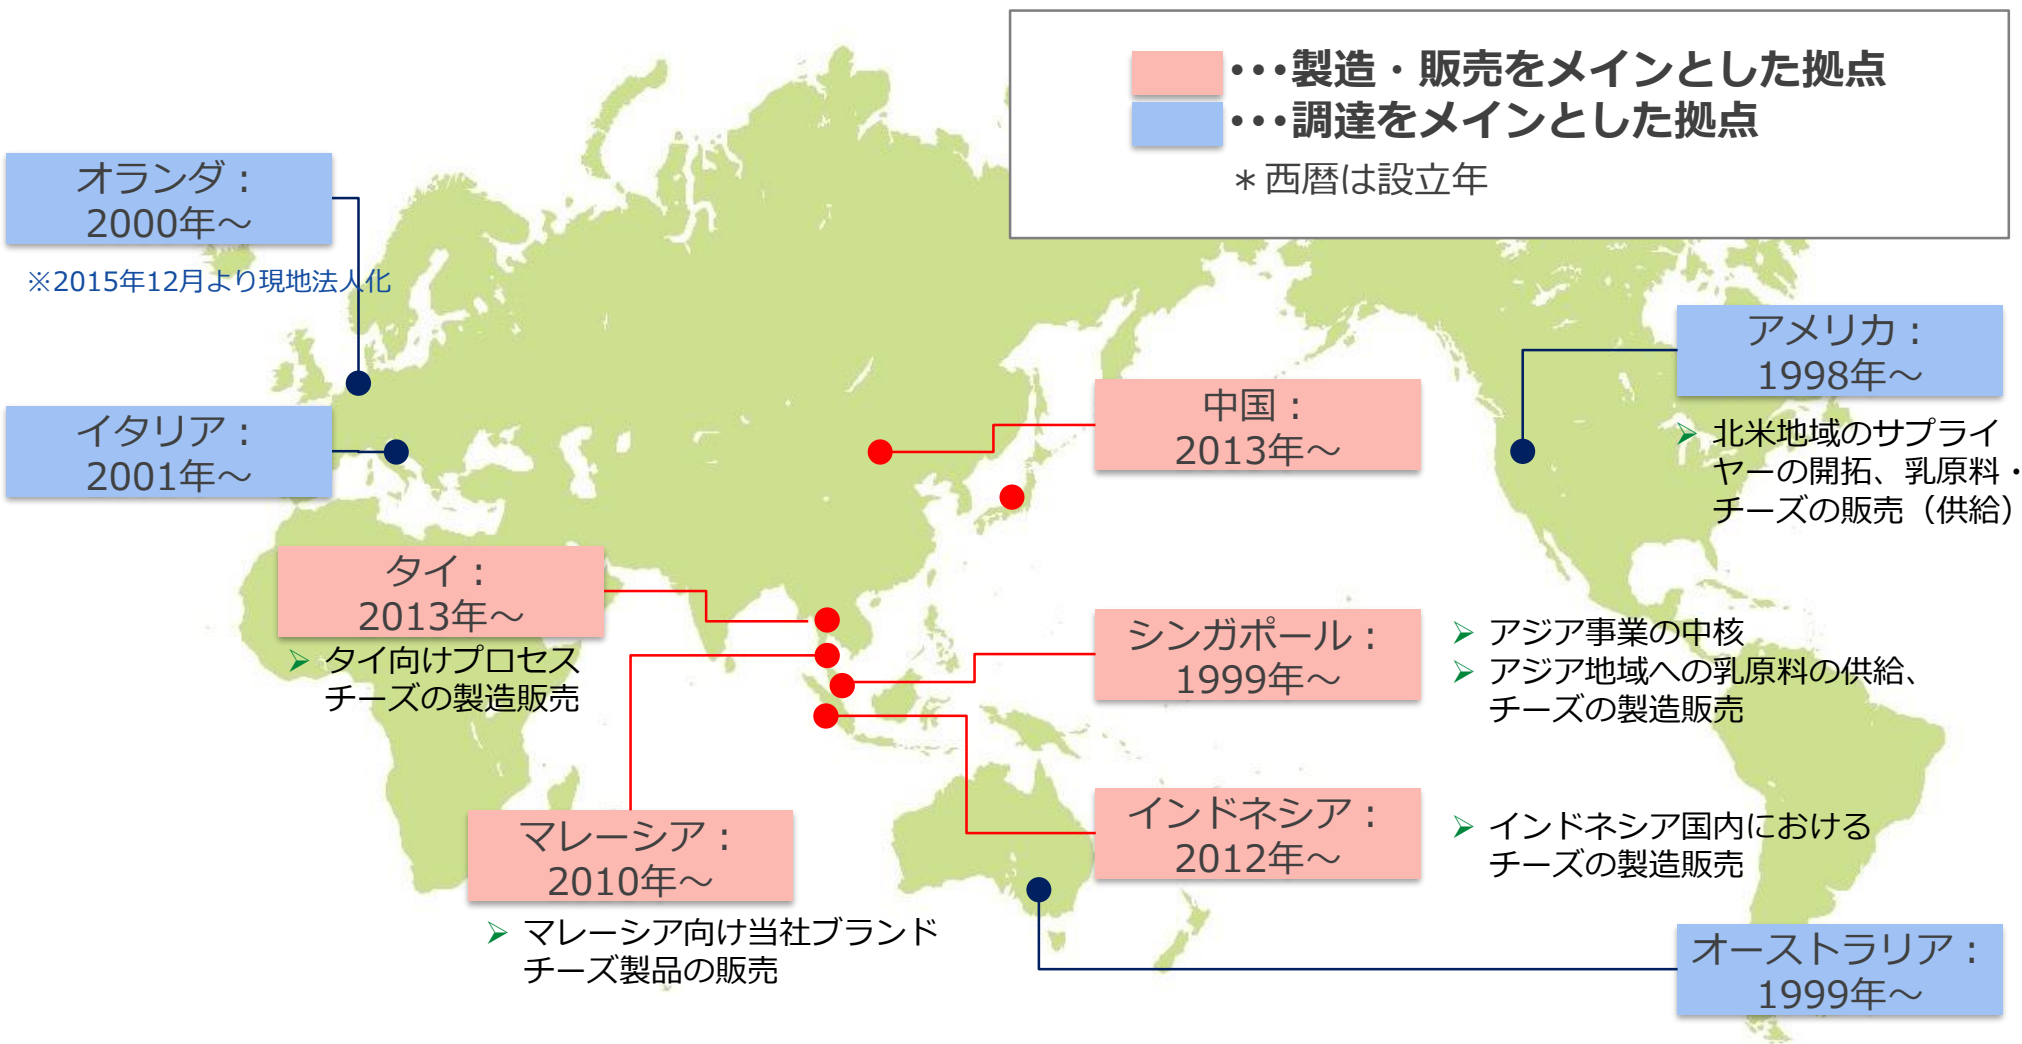 ・・・製造・販売をメインとした拠点
・・・調達をメインとした拠点
＊西暦は設立年
オランダ：
2000年～
※2015年12月より現地法人化
イタリア：
2001年～
アメリカ：
1998年～
➢ 北米地域のサプライ
ヤーの開拓、乳原料・
チーズの販売（供給）
中国：
2013年～
タイ：
2013年～
➢ タイ向けプロセス
チーズの製造販売
シンガポール：
1999年～
➢ アジア事業の中核
➢ アジア地域への乳原料の供給、
チーズの製造販売
マレーシア：
2010年～
➢ マレーシア向け当社ブランド
チーズ製品の販売
インドネシア：
2012年～
➢ インドネシア国内における
チーズの製造販売
オーストラリア：
1999年～